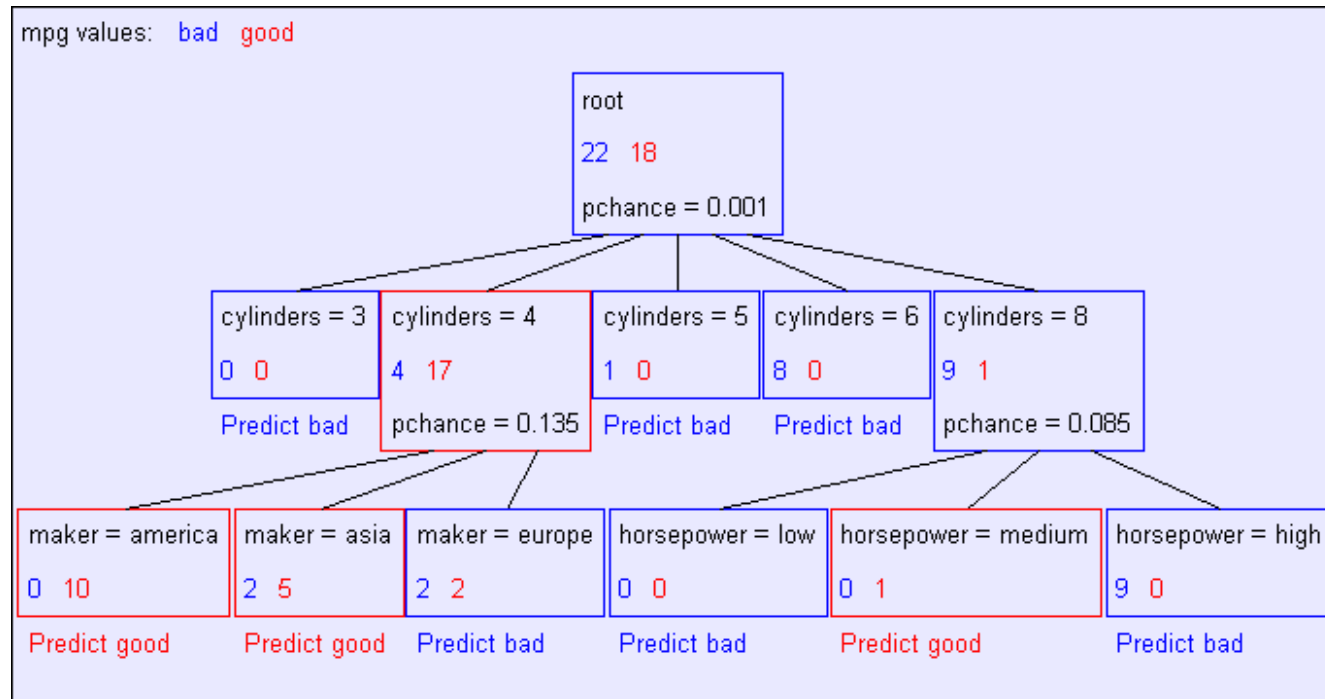 mpg values: bad good
root
22 18
pchance = 0.001
cylinders = 3
0 0
Predict bad
cylinders = 4
4 17
pchance = 0.135
cylinders = 5
1 0
Predict bad
cylinders = 6
8 0
Predict bad
cylinders = 8
9 1
pchance = 0.085
maker = america
0 10
Predict good
maker = asia
2 5
Predict good
maker = europe
2 2
Predict bad
horsepower = low
0 0
Predict bad
horsepower = medium
0 1
Predict good
horsepower = high
9 0
Predict bad